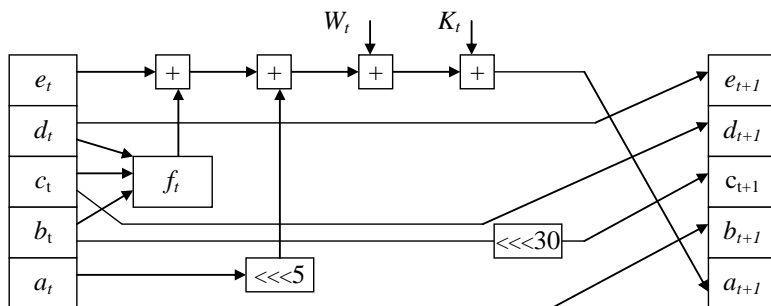 W_t K_t
e_t + + + + e_{t+1}
d_t d_{t+1}
c_t f_t c_{t+1}
b_t <<<30 b_{t+1}
a_t <<<5 a_{t+1}